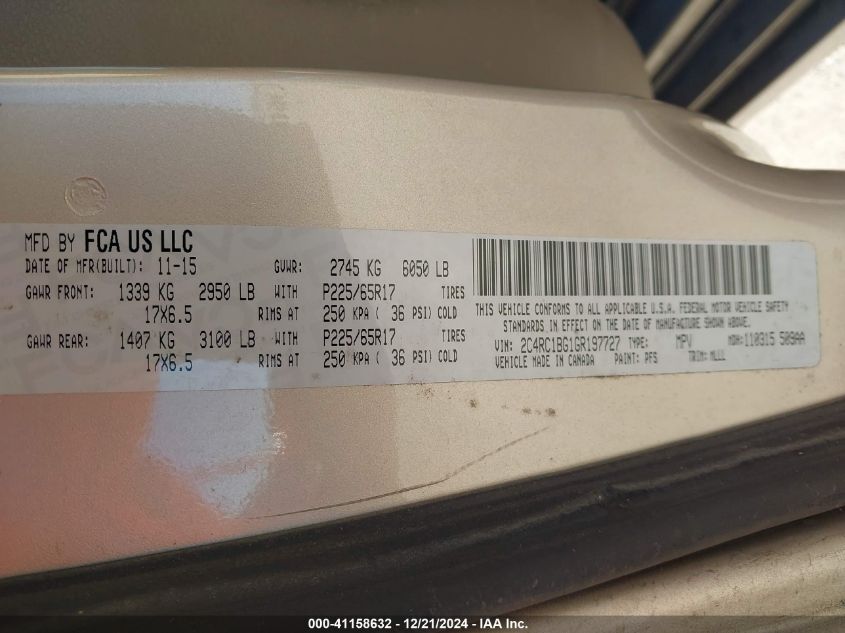 MFD BY FCA US LLC
DATE OF MFR(BUILT): 11-15 GVWR: 2745 KG 6050 LB
GAWR FRONT: 1339 KG 2950 LB WITH P225/65R17 TIRES
17X6.5 RIMS AT 250 KPA ( 36 PSI) COLD
GAWR REAR: 1407 KG 3100 LB WITH P225/65R17 TIRES
17X6.5 RIMS AT 250 KPA ( 36 PSI) COLD
THIS VEHICLE CONFORMS TO ALL APPLICABLE U.S.A. FEDERAL MOTOR VEHICLE SAFETY
STANDARDS IN EFFECT ON THE DATE OF MANUFACTURE SHOWN ABOVE.
VIN: 2C4RC1BG1GR197727 TYPE: MPV MDH: 110315 509AA
VEHICLE MADE IN CANADA PAINT: PFS TRIM: MLLL
000-41158632 - 12/21/2024 - IAA Inc.